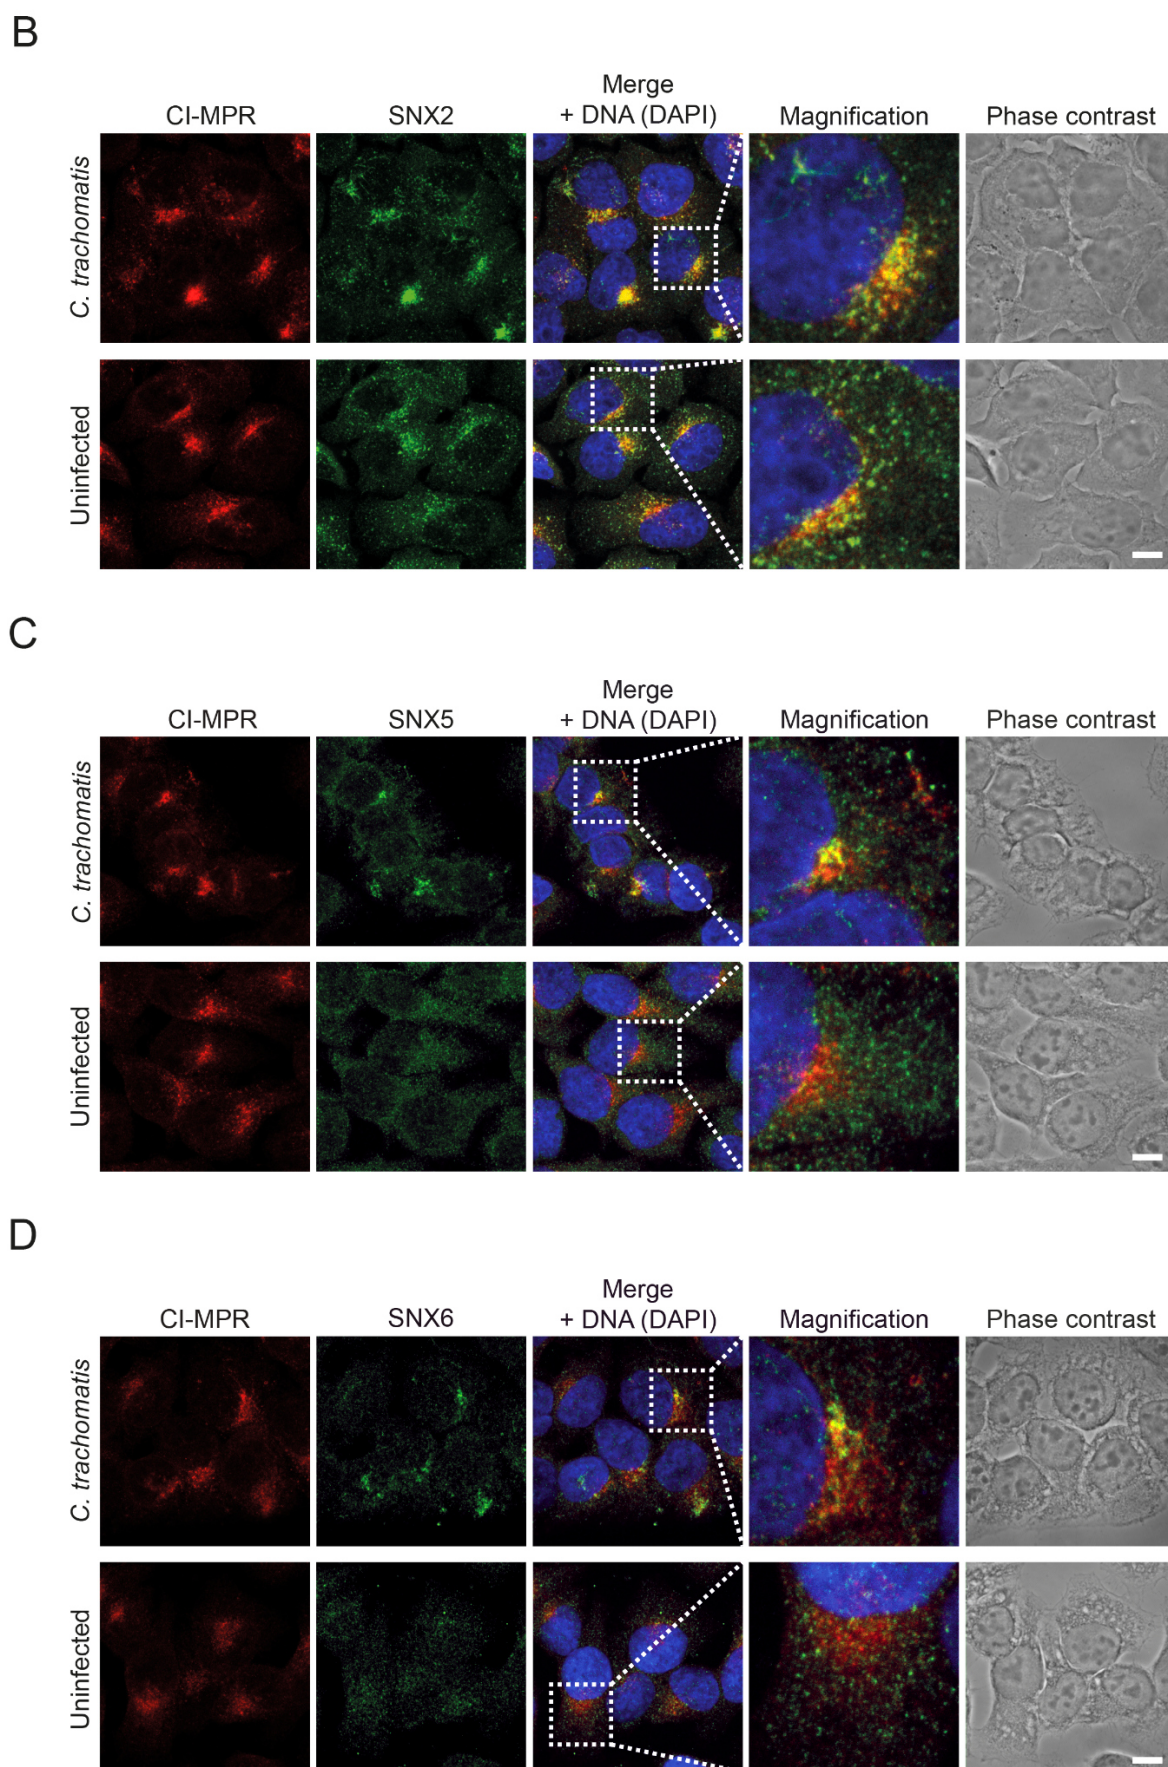 B
CI-MPR SNX2 Merge + DNA (DAPI) Magnification Phase contrast
C. trachomatis
Uninfected
C
CI-MPR SNX5 Merge + DNA (DAPI) Magnification Phase contrast
C. trachomatis
Uninfected
D
CI-MPR SNX6 Merge + DNA (DAPI) Magnification Phase contrast
C. trachomatis
Uninfected